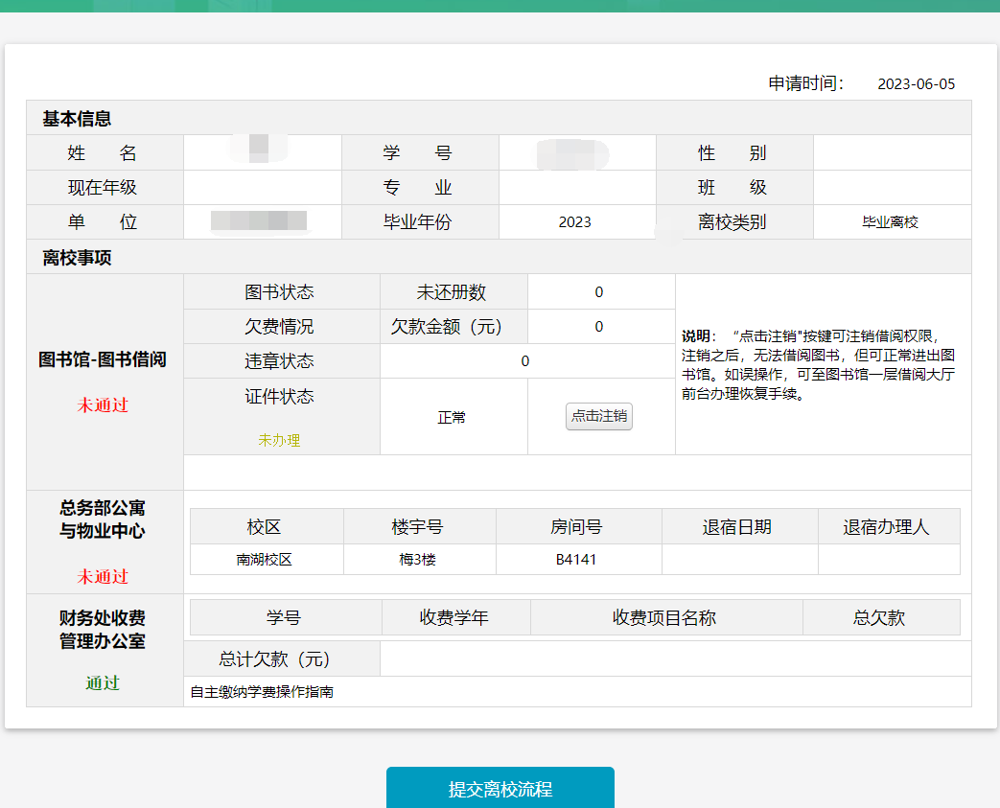 申请时间： 2023-06-05
基本信息
姓 名 学 号 性 别
现在年级 专 业 班 级
单 位 毕业年份 2023 离校类别 毕业离校
离校事项
图书馆-图书借阅
未通过
图书状态 未还册数 0
欠费情况 欠款金额（元） 0
违章状态 0
证件状态
未办理
正常 点击注销
说明： “点击注销"按键可注销借阅权限，
注销之后，无法借阅图书，但可正常进出图
书馆。如误操作，可至图书馆一层借阅大厅
前台办理恢复手续。
总务部公寓
与物业中心
未通过
校区 楼宇号 房间号 退宿日期 退宿办理人
南湖校区 梅3楼 B4141
财务处收费
管理办公室
通过
学号 收费学年 收费项目名称 总欠款
总计欠款（元）
自主缴纳学费操作指南
提交离校流程